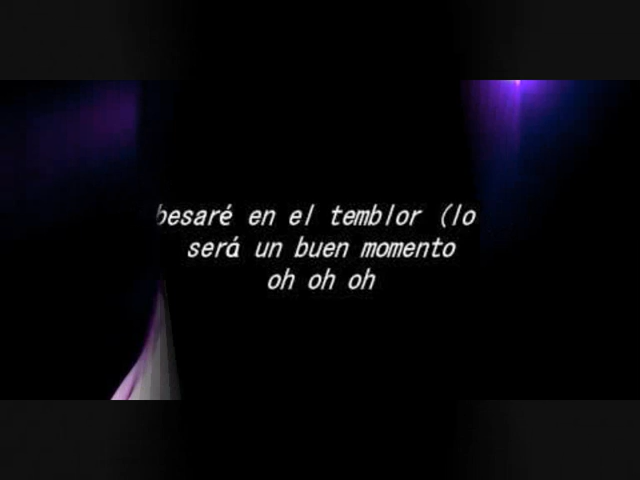 besaré en el temblor (lo
será un buen momento
oh oh oh